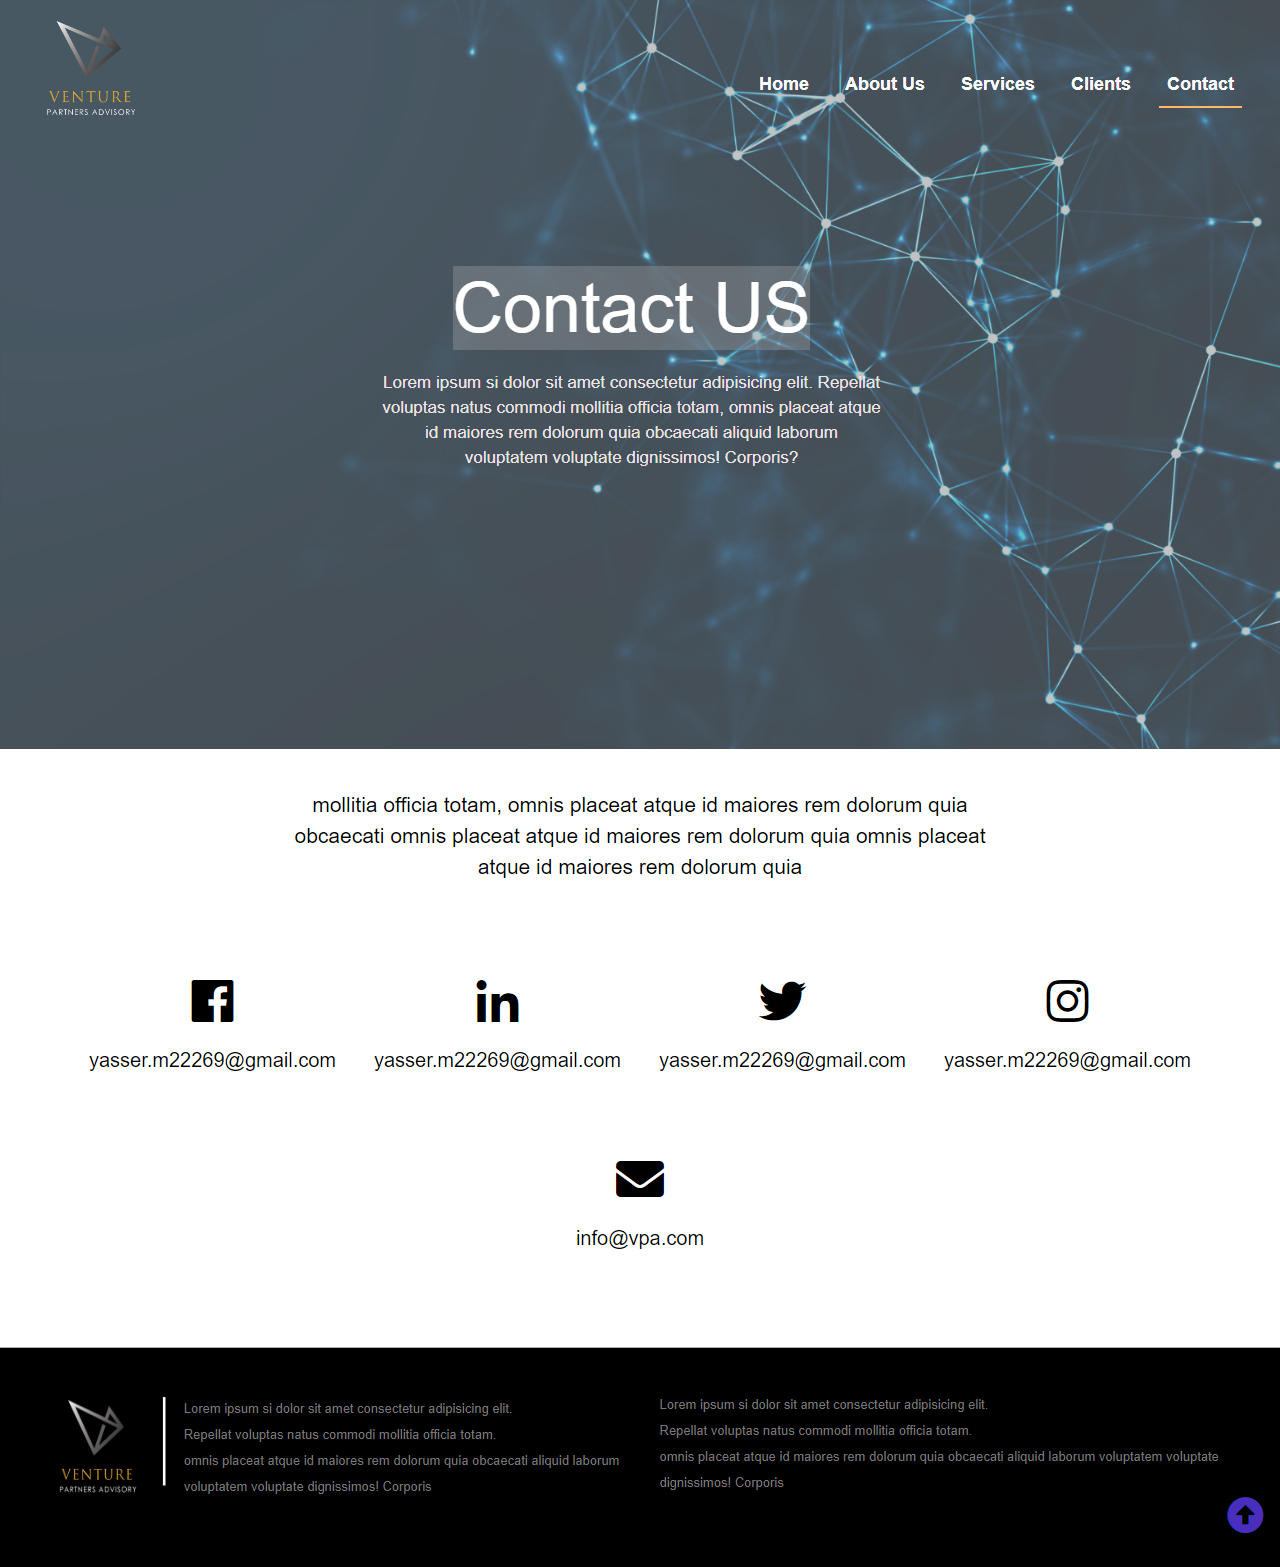 VENTURE
PARTNERS ADVISORY
Home About Us Services Clients Contact
Contact US
Lorem ipsum si dolor sit amet consectetur adipisicing elit. Repellat
voluptas natus commodi mollitia officia totam, omnis placeat atque
id maiores rem dolorum quia obcaecati aliquid laborum
voluptatem voluptate dignissimos! Corporis?
mollitia officia totam, omnis placeat atque id maiores rem dolorum quia
obcaecati omnis placeat atque id maiores rem dolorum quia omnis placeat
atque id maiores rem dolorum quia
yasser.m22269@gmail.com yasser.m22269@gmail.com yasser.m22269@gmail.com yasser.m22269@gmail.com
info@vpa.com
VENTURE
PARTNERS ADVISORY
Lorem ipsum si dolor sit amet consectetur adipisicing elit.
Repellat voluptas natus commodi mollitia officia totam.
omnis placeat atque id maiores rem dolorum quia obcaecati aliquid laborum
voluptatem voluptate dignissimos! Corporis
Lorem ipsum si dolor sit amet consectetur adipisicing elit.
Repellat voluptas natus commodi mollitia officia totam.
omnis placeat atque id maiores rem dolorum quia obcaecati aliquid laborum voluptatem voluptate
dignissimos! Corporis